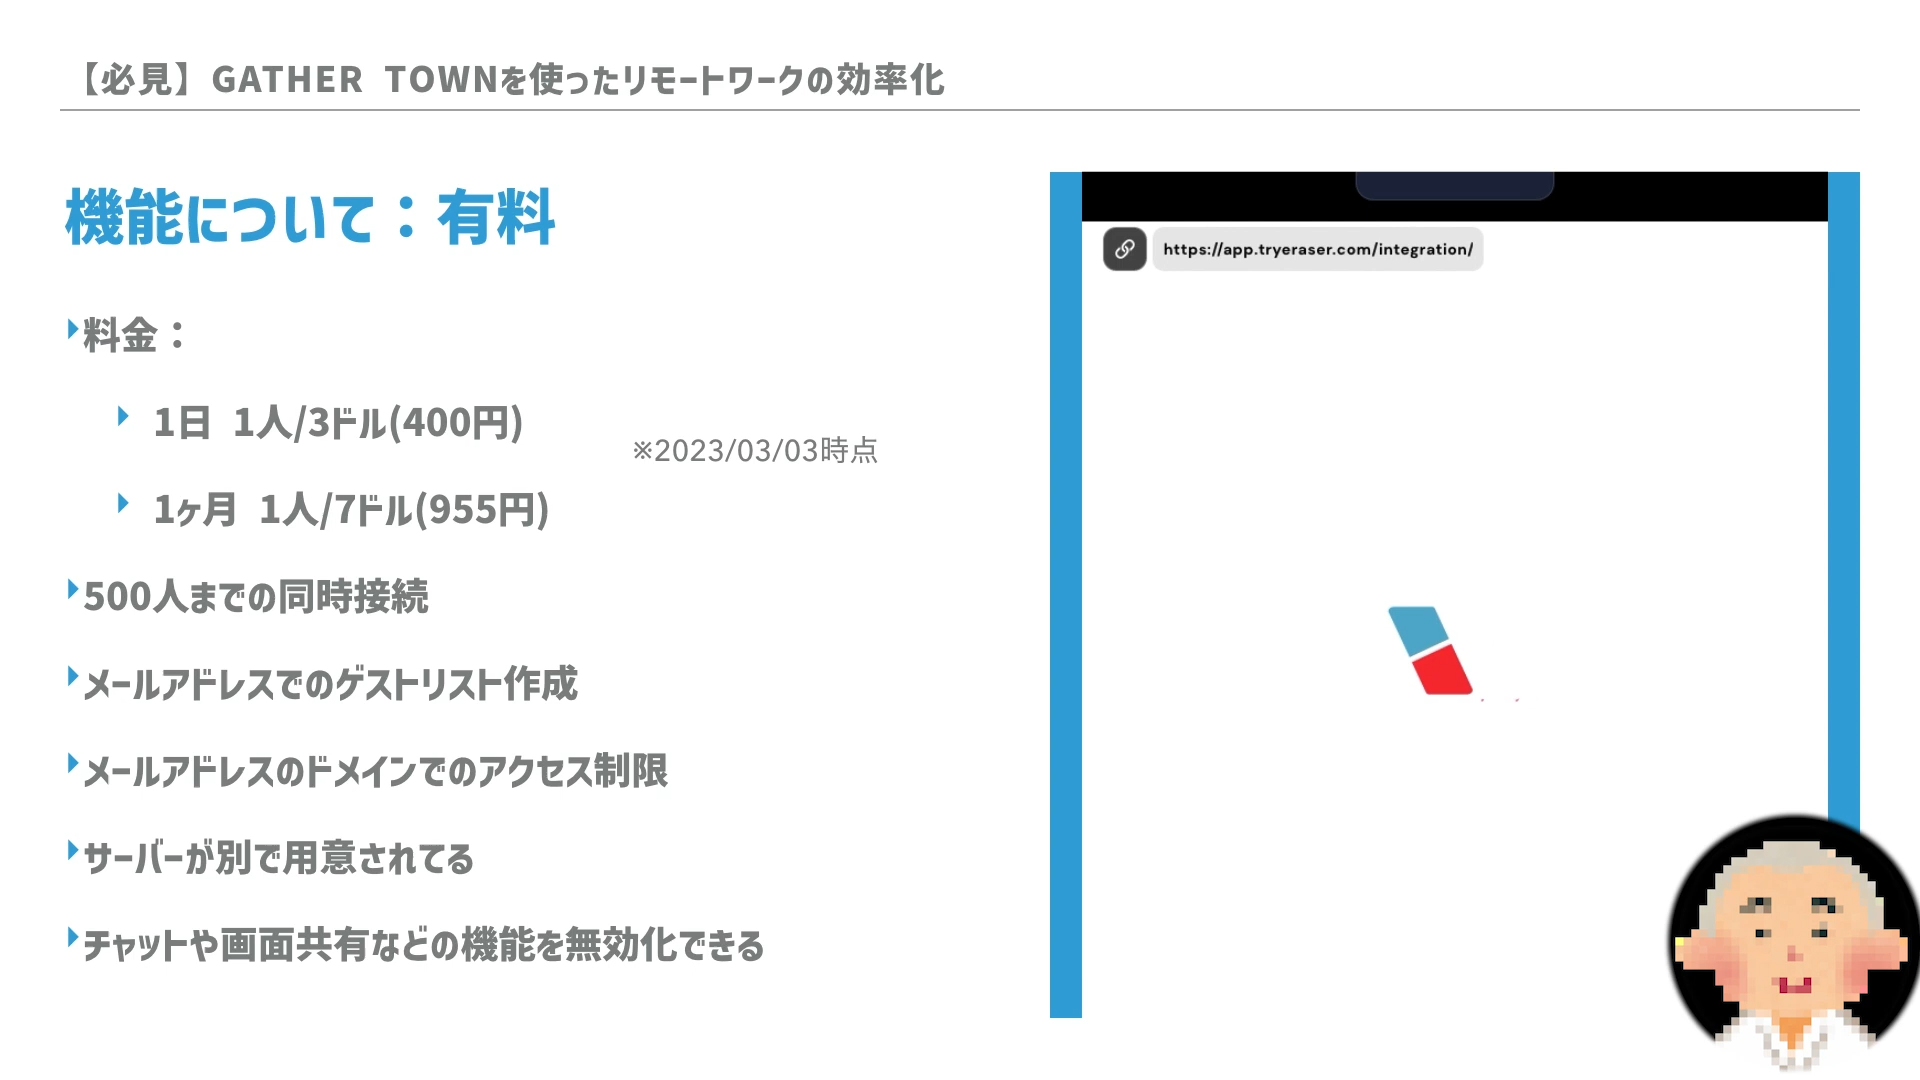 【必見】GATHER TOWNを使ったリモートワークの効率化
機能について：有料
料金：
1日 1人/3ドル(400円)
※2023/03/03時点
1ヶ月 1人/7ドル(955円)
500人までの同時接続
メールアドレスでのゲストリスト作成
メールアドレスのドメインでのアクセス制限
サーバーが別で用意されてる
チャットや画面共有などの機能を無効化できる
https://app.tryeraser.com/integration/